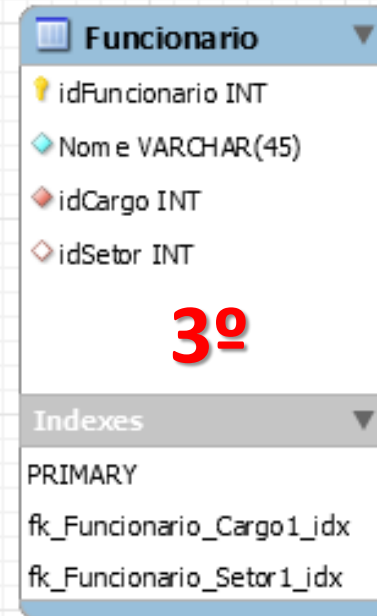 Funcionario
idFuncionario INT
Nome VARCHAR(45)
idCargo INT
idSetor INT
3º
Indexes
PRIMARY
fk_Funcionario_Cargo1_idx
fk_Funcionario_Setor1_idx